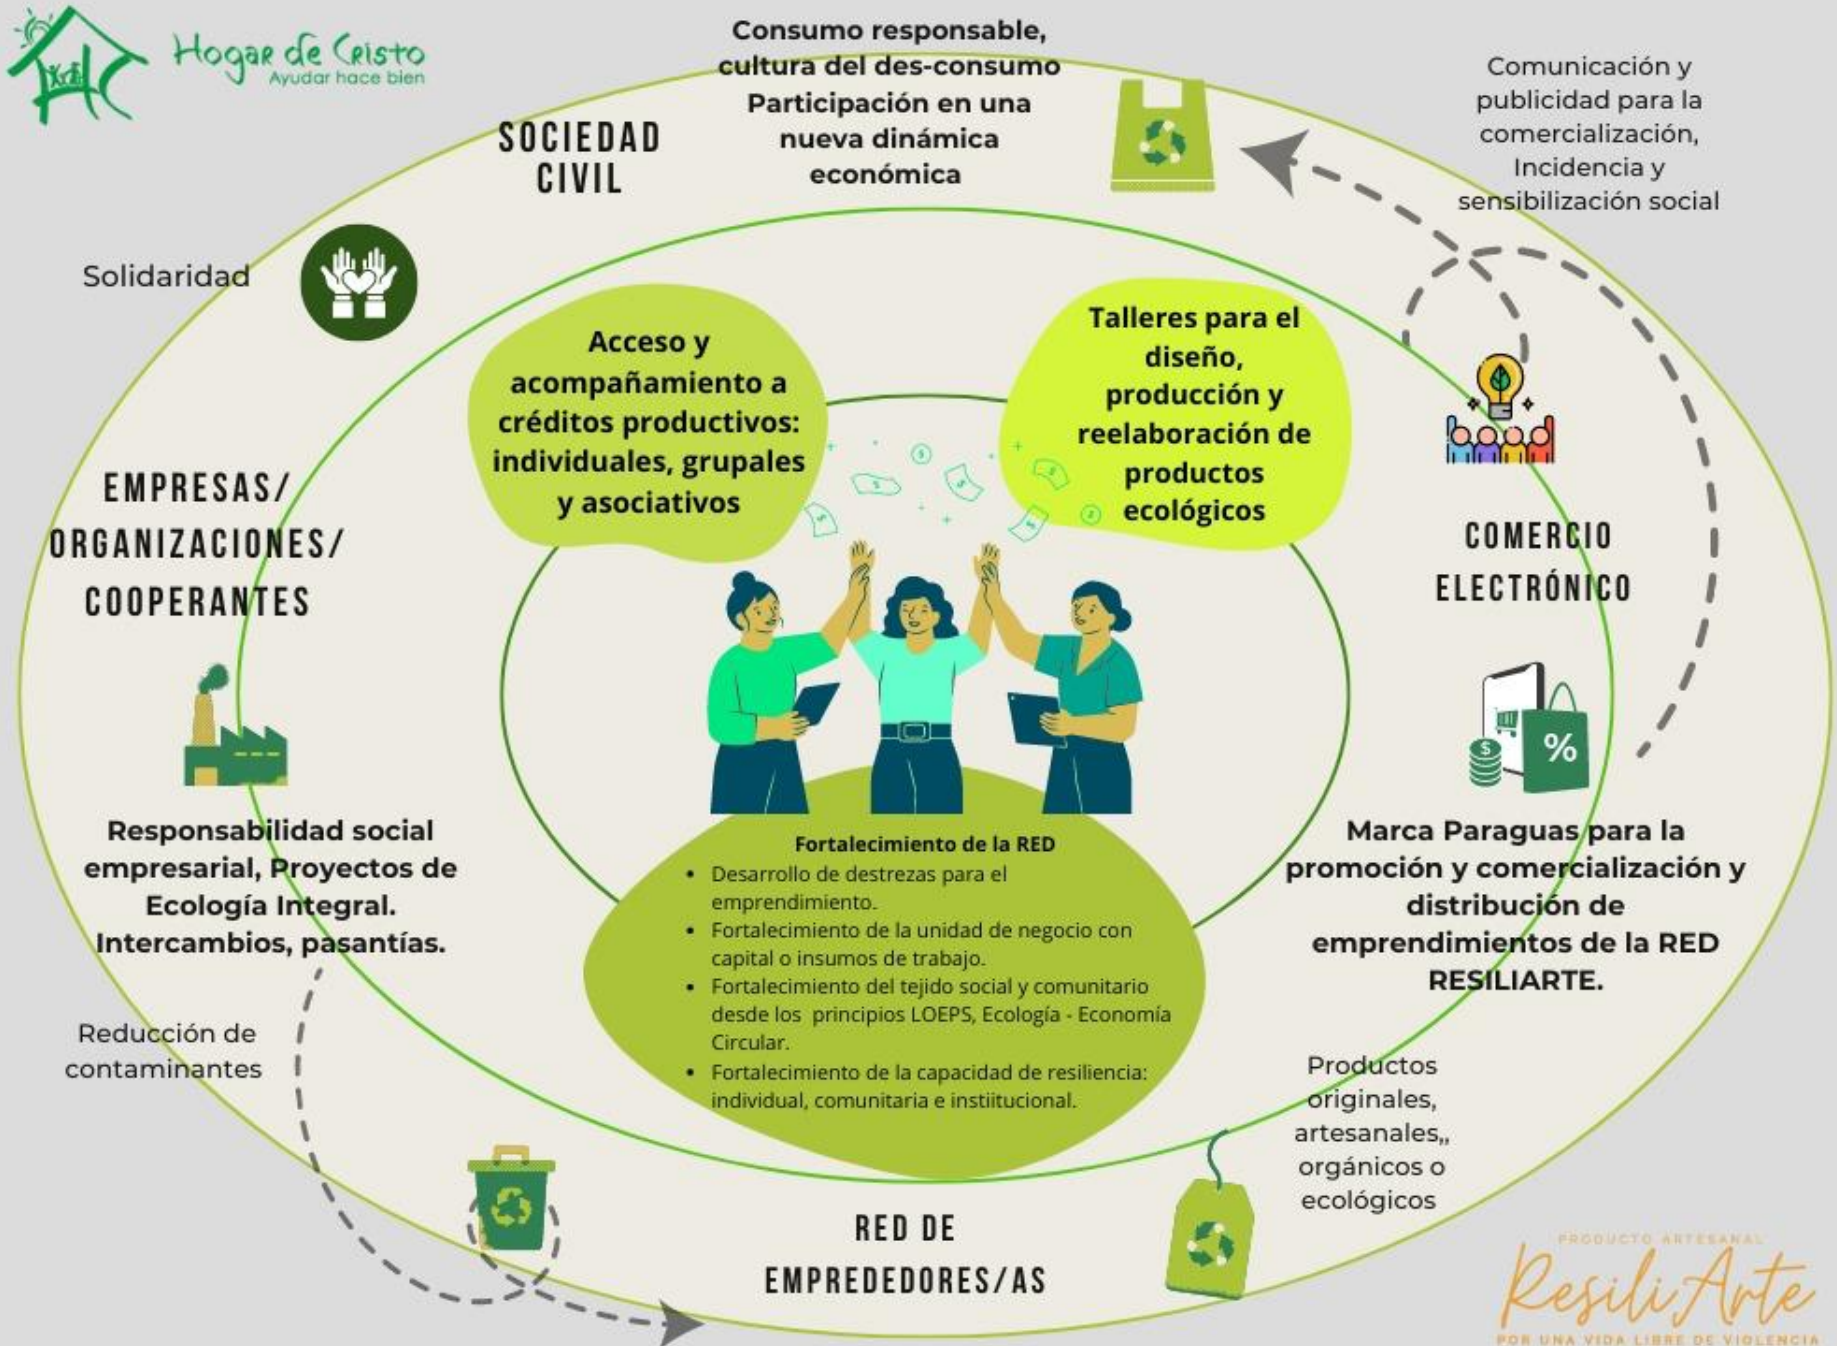 Hogar de Cristo
Ayudar hace bien
Consumo responsable,
cultura del des-consumo
Participación en una
nueva dinámica
económica
SOCIEDAD
CIVIL
Comunicación y
publicidad para la
comercialización,
Incidencia y
sensibilización social
Solidaridad
Acceso y
acompañamiento a
créditos productivos:
individuales, grupales
y asociativos
Talleres para el
diseño,
producción y
reelaboración de
productos
ecológicos
EMPRESAS/
ORGANIZACIONES/
COOPERANTES
COMERCIO
ELECTRÓNICO
$
%
Responsabilidad social
empresarial, Proyectos de
Ecología Integral.
Intercambios, pasantías.
Marca Paraguas para la
promoción y comercialización y
distribución de
emprendimientos de la RED
RESILIARTE.
Fortalecimiento de la RED
• Desarrollo de destrezas para el
emprendimiento.
• Fortalecimiento de la unidad de negocio con
capital o insumos de trabajo.
• Fortalecimiento del tejido social y comunitario
desde los principios LOEPS, Ecología - Economía
Circular.
• Fortalecimiento de la capacidad de resiliencia:
individual, comunitaria e instiitucional.
Reducción de
contaminantes
Productos
originales,
artesanales,,
orgánicos o
ecológicos
RED DE
EMPREDEDORES/AS
PRODUCTO ARTESANAL
ResiliArte
POR UNA VIDA LIBRE DE VIOLENCIA